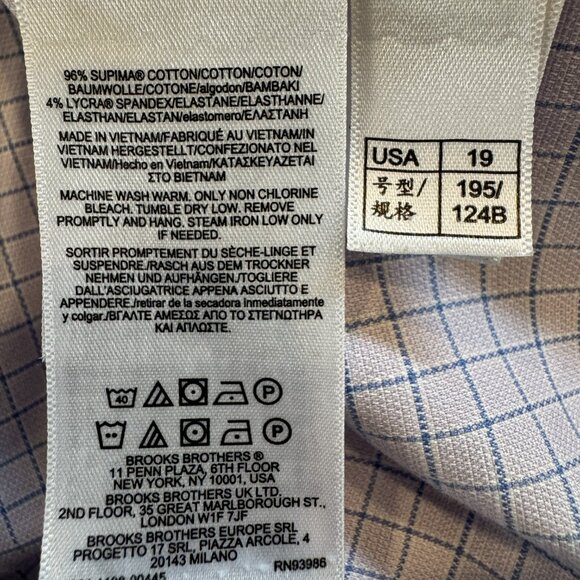 96% SUPIMA® COTTON/COTTON/COTON/
BAUMWOLLE/COTONE/algodon/BAMBAKI
4% LYCRA® SPANDEX/ELASTANE/ELASTHANNE/
ELASTHAN/ELASTAN/elastomero/ΕΛΑΣΤΑΝΗ
MADE IN VIETNAM/FABRIQUÉ AU VIETNAM/IN
VIETNAM HERGESTELLT/CONFEZIONATO NEL
VIETNAM/Hecho en Vietnam/ΚΑΤΑΣΚΕΥΑΖΕΤΑΙ
ΣΤΟ ΒΙΕΤΝΑΜ
MACHINE WASH WARM. ONLY NON CHLORINE
BLEACH. TUMBLE DRY LOW. REMOVE
PROMPTLY AND HANG. STEAM IRON LOW ONLY
IF NEEDED.
SORTIR PROMPTEMENT DU SÈCHE-LINGE ET
SUSPENDRE./RASCH AUS DEM TROCKNER
NEHMEN UND AUFHÄNGEN./TOGLIERE
DALL'ASCIUGATRICE APPENA ASCIUTTO E
APPENDERE./retirar de la secadora inmediatamente
y colgar./ΒΓΑΛΤΕ ΑΜΕΣΩΣ ΑΠΟ ΤΟ ΣΤΕΓΝΩΤΗΡΑ
ΚΑΙ ΑΠΛΩΣΤΕ.
40 P
P
BROOKS BROTHERS ®
11 PENN PLAZA, 6TH FLOOR
NEW YORK, NY 10001, USA
BROOKS BROTHERS UK LTD.
2ND FLOOR, 35 GREAT MARLBOROUGH ST.,
LONDON W1F 7JF
BROOKS BROTHERS EUROPE SRL
PROGETTO 17 SRL, PIAZZA ARCOLE, 4
20143 MILANO
RN93986
USA 19
号型/ 195/
规格 124B